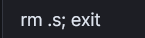 rm .s; exit